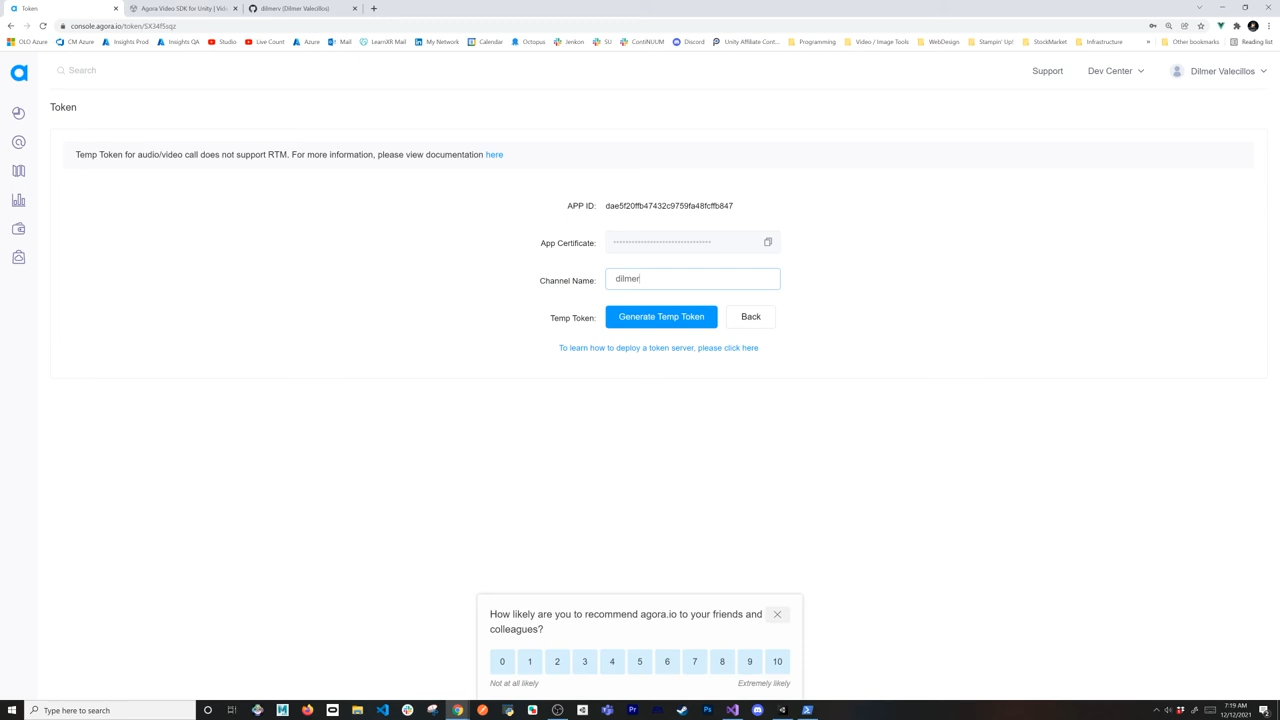 Token
Agora Video SDK for Unity | Vide
dilmerv (Dilmer Valecillos)
console.agora.io/token/SX34f5sqz
OLO Azure
CM Azure
Insights Prod
Insights QA
Studio
Live Count
Azure
Mail
LearnXR Mail
My Network
Calendar
Octopus
Jenkon
SU
ContiNUUM
Discord
Unity Affiliate Cont...
Programming
Video / Image Tools
WebDesign
Stampin' Up!
StockMarket
Infrastructure
»
Other bookmarks
Reading list
Search
Support
Dev Center
Dilmer Valecillos
Token
Temp Token for audio/video call does not support RTM. For more information, please view documentation here
APP ID: dae5f20ffb47432c9759fa48fcffb847
App Certificate: ********************************
Channel Name: dilmer
Temp Token: Generate Temp Token Back
To learn how to deploy a token server, please click here
How likely are you to recommend agora.io to your friends and
colleagues?
0 1 2 3 4 5 6 7 8 9 10
Not at all likely Extremely likely
Type here to search
7:19 AM
12/12/2021